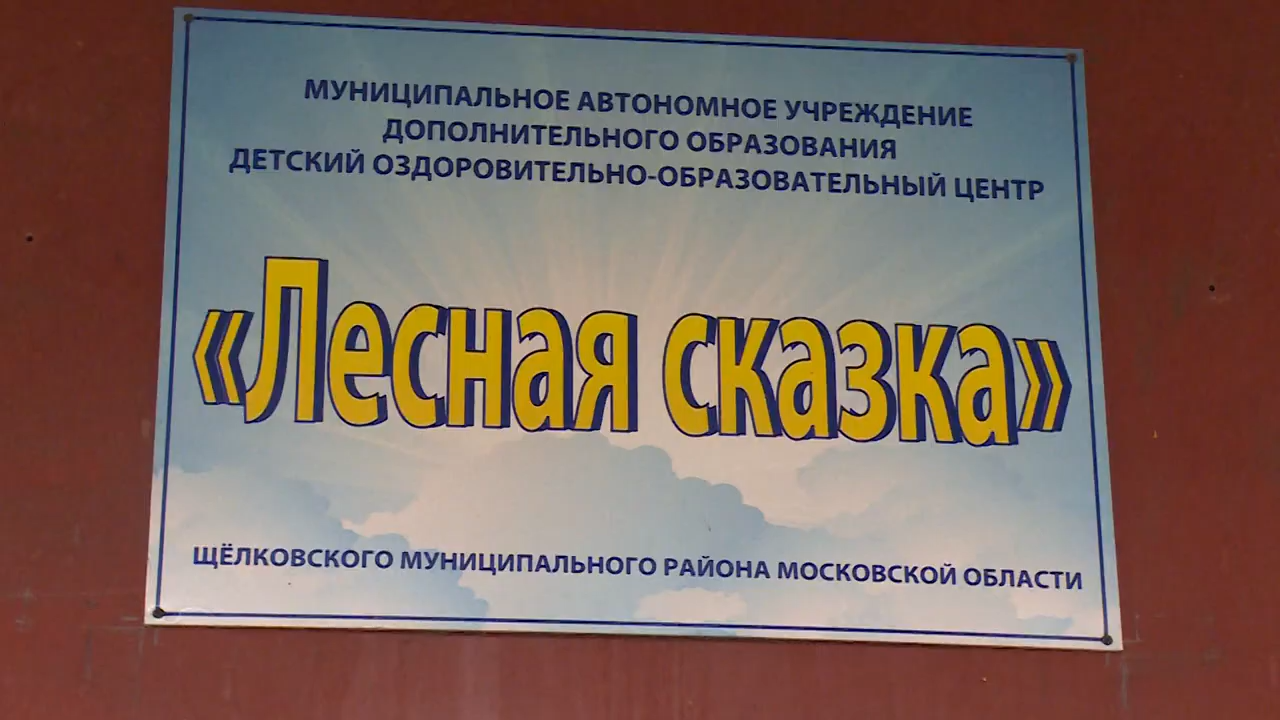 МУНИЦИПАЛЬНОЕ АВТОНОМНОЕ УЧРЕЖДЕНИЕ
ДОПОЛНИТЕЛЬНОГО ОБРАЗОВАНИЯ
ДЕТСКИЙ ОЗДОРОВИТЕЛЬНО-ОБРАЗОВАТЕЛЬНЫЙ ЦЕНТР
«Лесная сказка»
ЩЁЛКОВСКОГО МУНИЦИПАЛЬНОГО РАЙОНА МОСКОВСКОЙ ОБЛАСТИ